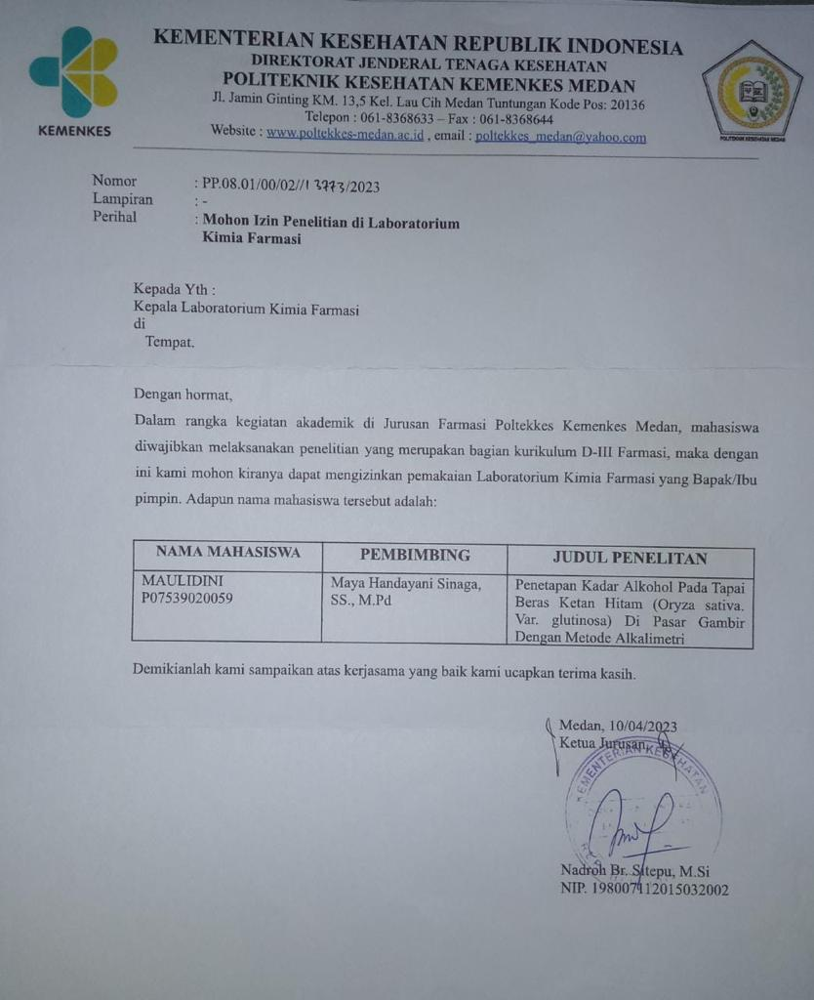 KEMENKES
KEMENTERIAN KESEHATAN REPUBLIK INDONESIA
DIREKTORAT JENDERAL TENAGA KESEHATAN
POLITEKNIK KESEHATAN KEMENKES MEDAN
Jl. Jamin Ginting KM. 13,5 Kel. Lau Cih Medan Tuntungan Kode Pos: 20136
Telepon : 061-8368633 – Fax : 061-8368644
Website : www.poltekkes-medan.ac.id , email : poltekkes_medan@yahoo.com
POLITEKNIK KESEHATAN MEDAN
Nomor : PP.08.01/00/02//1 3773/2023
Lampiran : -
Perihal : Mohon Izin Penelitian di Laboratorium
Kimia Farmasi
Kepada Yth :
Kepala Laboratorium Kimia Farmasi
di
Tempat.
Dengan hormat,
Dalam rangka kegiatan akademik di Jurusan Farmasi Poltekkes Kemenkes Medan, mahasiswa
diwajibkan melaksanakan penelitian yang merupakan bagian kurikulum D-III Farmasi, maka dengan
ini kami mohon kiranya dapat mengizinkan pemakaian Laboratorium Kimia Farmasi yang Bapak/Ibu
pimpin. Adapun nama mahasiswa tersebut adalah:
NAMA MAHASISWA PEMBIMBING JUDUL PENELITAN
MAULIDINI Maya Handayani Sinaga, Penetapan Kadar Alkohol Pada Tapai
P07539020059 SS., M.Pd Beras Ketan Hitam (Oryza sativa.
Var. glutinosa) Di Pasar Gambir
Dengan Metode Alkalimetri
Demikianlah kami sampaikan atas kerjasama yang baik kami ucapkan terima kasih.
Medan, 10/04/2023
Ketua Jurusan,
KEMENTERIAN KESEHATAN
Nadroh Br. Sitepu, M.Si
NIP. 198007112015032002